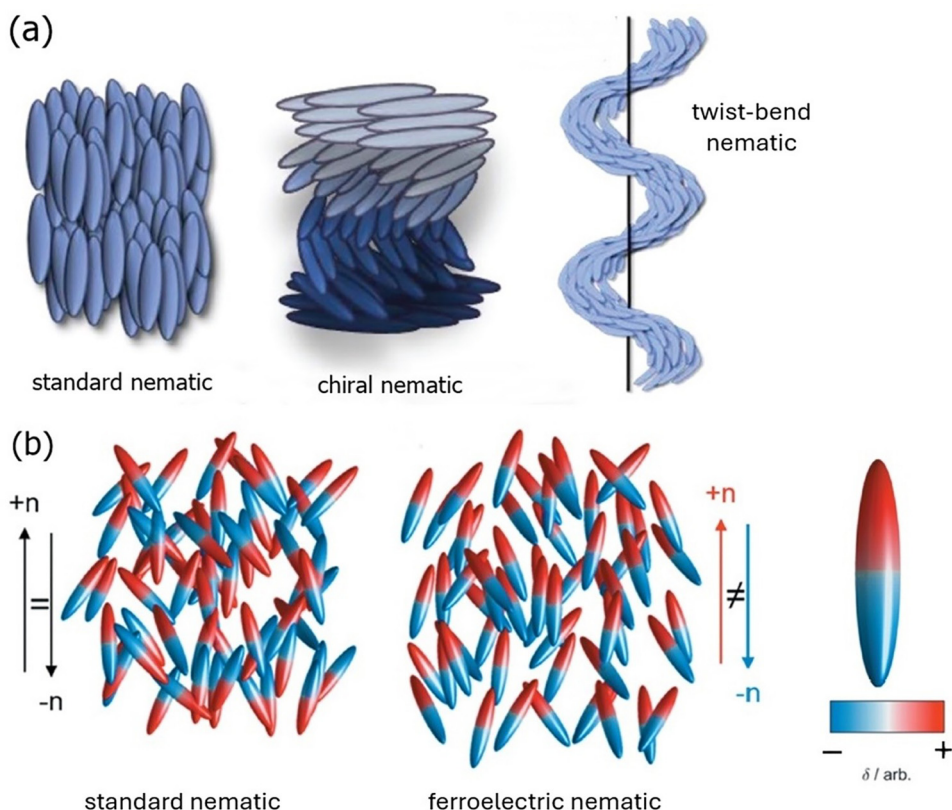 (a)
twist-bend
nematic
standard nematic
chiral nematic
(b)
+n
=
-n
+n
≠
-n
− +
δ / arb.
standard nematic
ferroelectric nematic